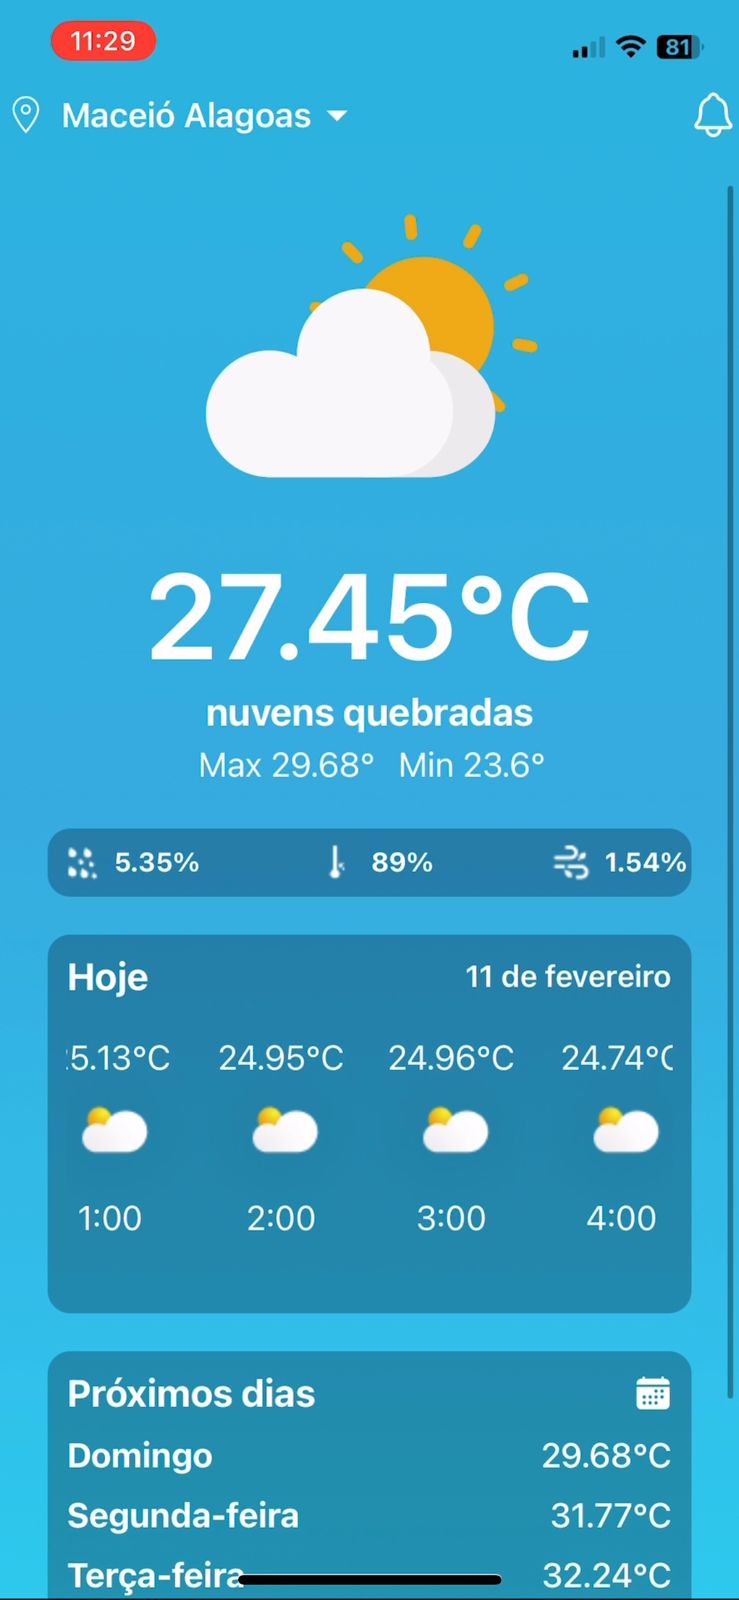 11:29
81
Maceió Alagoas
27.45°C
nuvens quebradas
Max 29.68° Min 23.6°
5.35% 89% 1.54%
Hoje 11 de fevereiro
5.13°C 24.95°C 24.96°C 24.74°C
1:00 2:00 3:00 4:00
Próximos dias
Domingo 29.68°C
Segunda-feira 31.77°C
Terça-feira 32.24°C